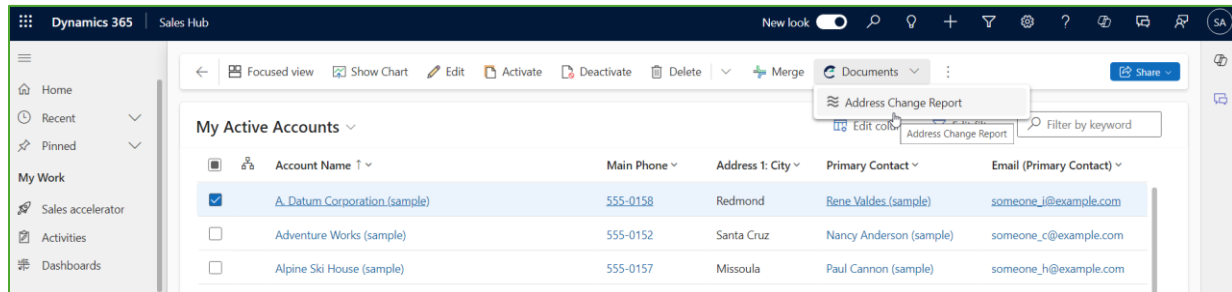 Dynamics 365 Sales Hub New look SA
Focused view Show Chart Edit Activate Deactivate Delete Merge Documents Share
Home
Address Change Report
Recent
My Active Accounts Edit colu Filter by keyword
Address Change Report
Pinned
Account Name ↑ Main Phone Address 1: City Primary Contact Email (Primary Contact)
My Work
A. Datum Corporation (sample) 555-0158 Redmond Rene Valdes (sample) someone_i@example.com
Sales accelerator
Adventure Works (sample) 555-0152 Santa Cruz Nancy Anderson (sample) someone_c@example.com
Activities
Dashboards
Alpine Ski House (sample) 555-0157 Missoula Paul Cannon (sample) someone_h@example.com